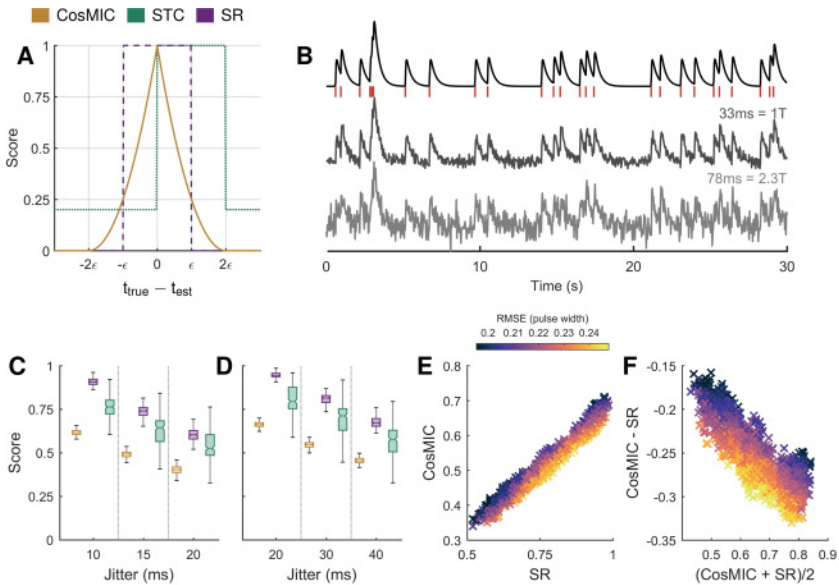 CosMIC STC SR
A
1
0.75
0.5
0.25
0
Score
-2ϵ -ϵ 0 ϵ 2ϵ
t_true − t_est
B
33ms = 1T
78ms = 2.3T
0 10 20 30
Time (s)
C
1
0.75
0.5
0.25
0
Score
10 15 20
Jitter (ms)
D
20 30 40
Jitter (ms)
RMSE (pulse width)
0.2 0.21 0.22 0.23 0.24
E
0.8
0.7
0.6
0.5
0.4
0.3
CosMIC
0.5 0.75 1
SR
F
-0.15
-0.2
-0.25
-0.3
-0.35
CosMIC - SR
0.5 0.6 0.7 0.8 0.9
(CosMIC + SR)/2